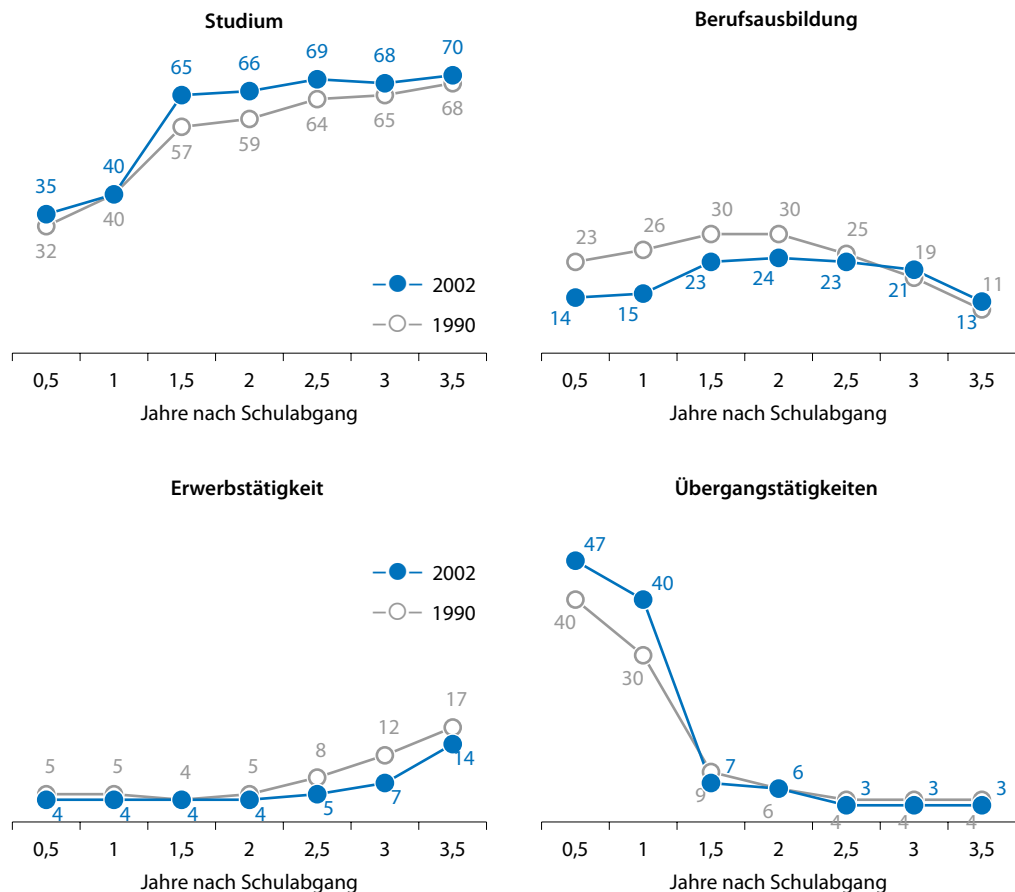 Studium
65 66 69 68 70
35 40
57 59 64 65 68
32 40
2002
1990
0,5 1 1,5 2 2,5 3 3,5
Jahre nach Schulabgang
Berufsausbildung
23 26 30 30 25 19 11
14 15 23 24 23 21 13
0,5 1 1,5 2 2,5 3 3,5
Jahre nach Schulabgang
Erwerbstätigkeit
2002
1990
5 5 4 5 8 12 17
4 4 4 4 5 7 14
0,5 1 1,5 2 2,5 3 3,5
Jahre nach Schulabgang
Übergangstätigkeiten
47 40 7 6 3 3 3
40 30 9 6 4 4 4
0,5 1 1,5 2 2,5 3 3,5
Jahre nach Schulabgang